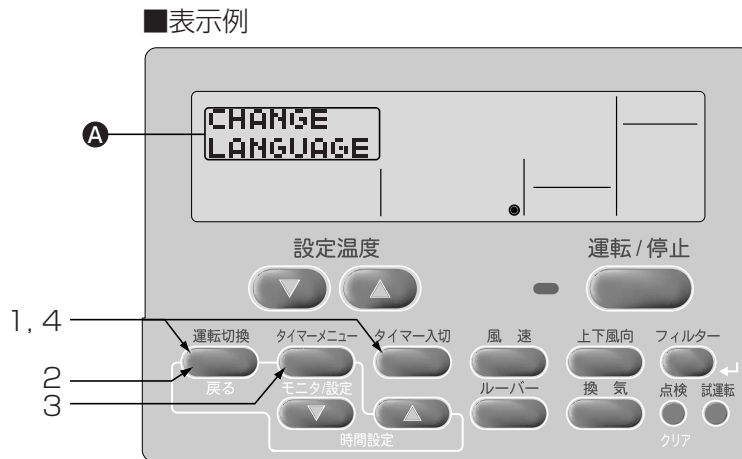 ■表示例
A
CHANGE
LANGUAGE
設定温度
運転/停止
1, 4
2
3
運転切換
タイマーメニュー
タイマー入切
風 速
上下風向
フィルター
戻る
モニタ/設定
ルーバー
換 気
点検
試運転
時間設定
クリア